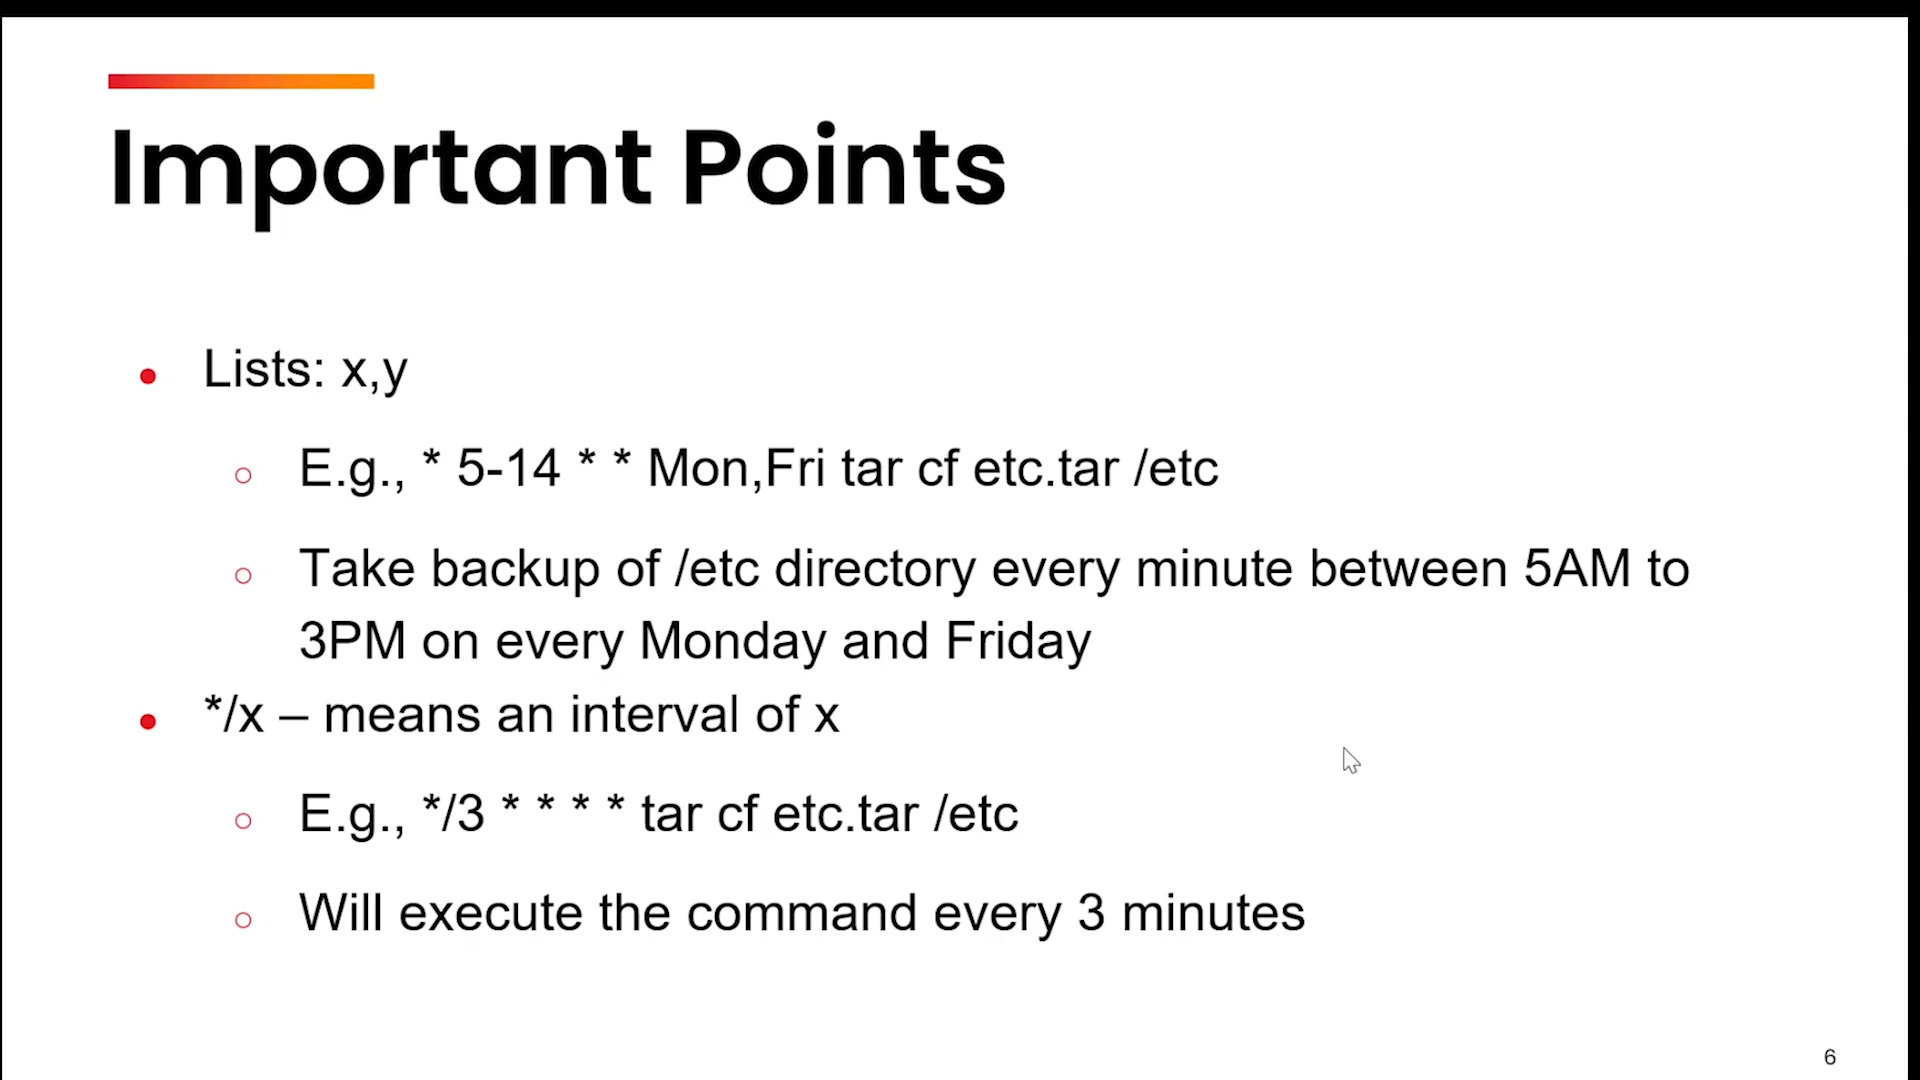 Important Points
Lists: x,y
E.g., * 5-14 * * Mon,Fri tar cf etc.tar /etc
Take backup of /etc directory every minute between 5AM to
3PM on every Monday and Friday
*/x – means an interval of x
E.g., */3 * * * * tar cf etc.tar /etc
Will execute the command every 3 minutes
6